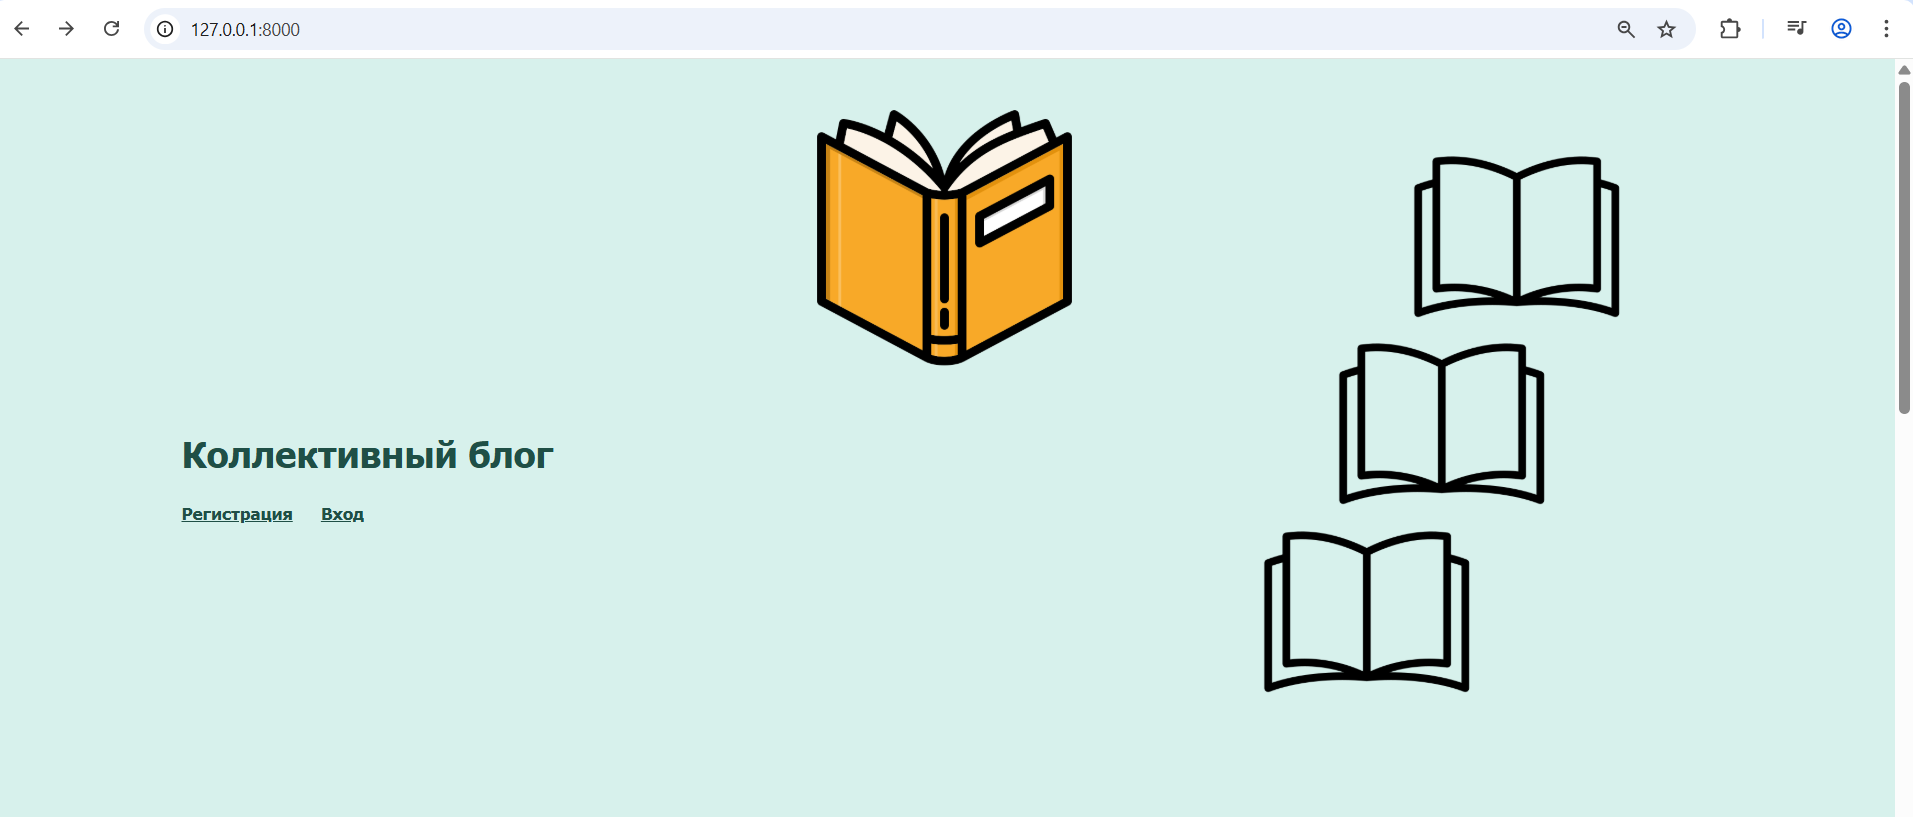 127.0.0.1:8000
Коллективный блог
Регистрация Вход